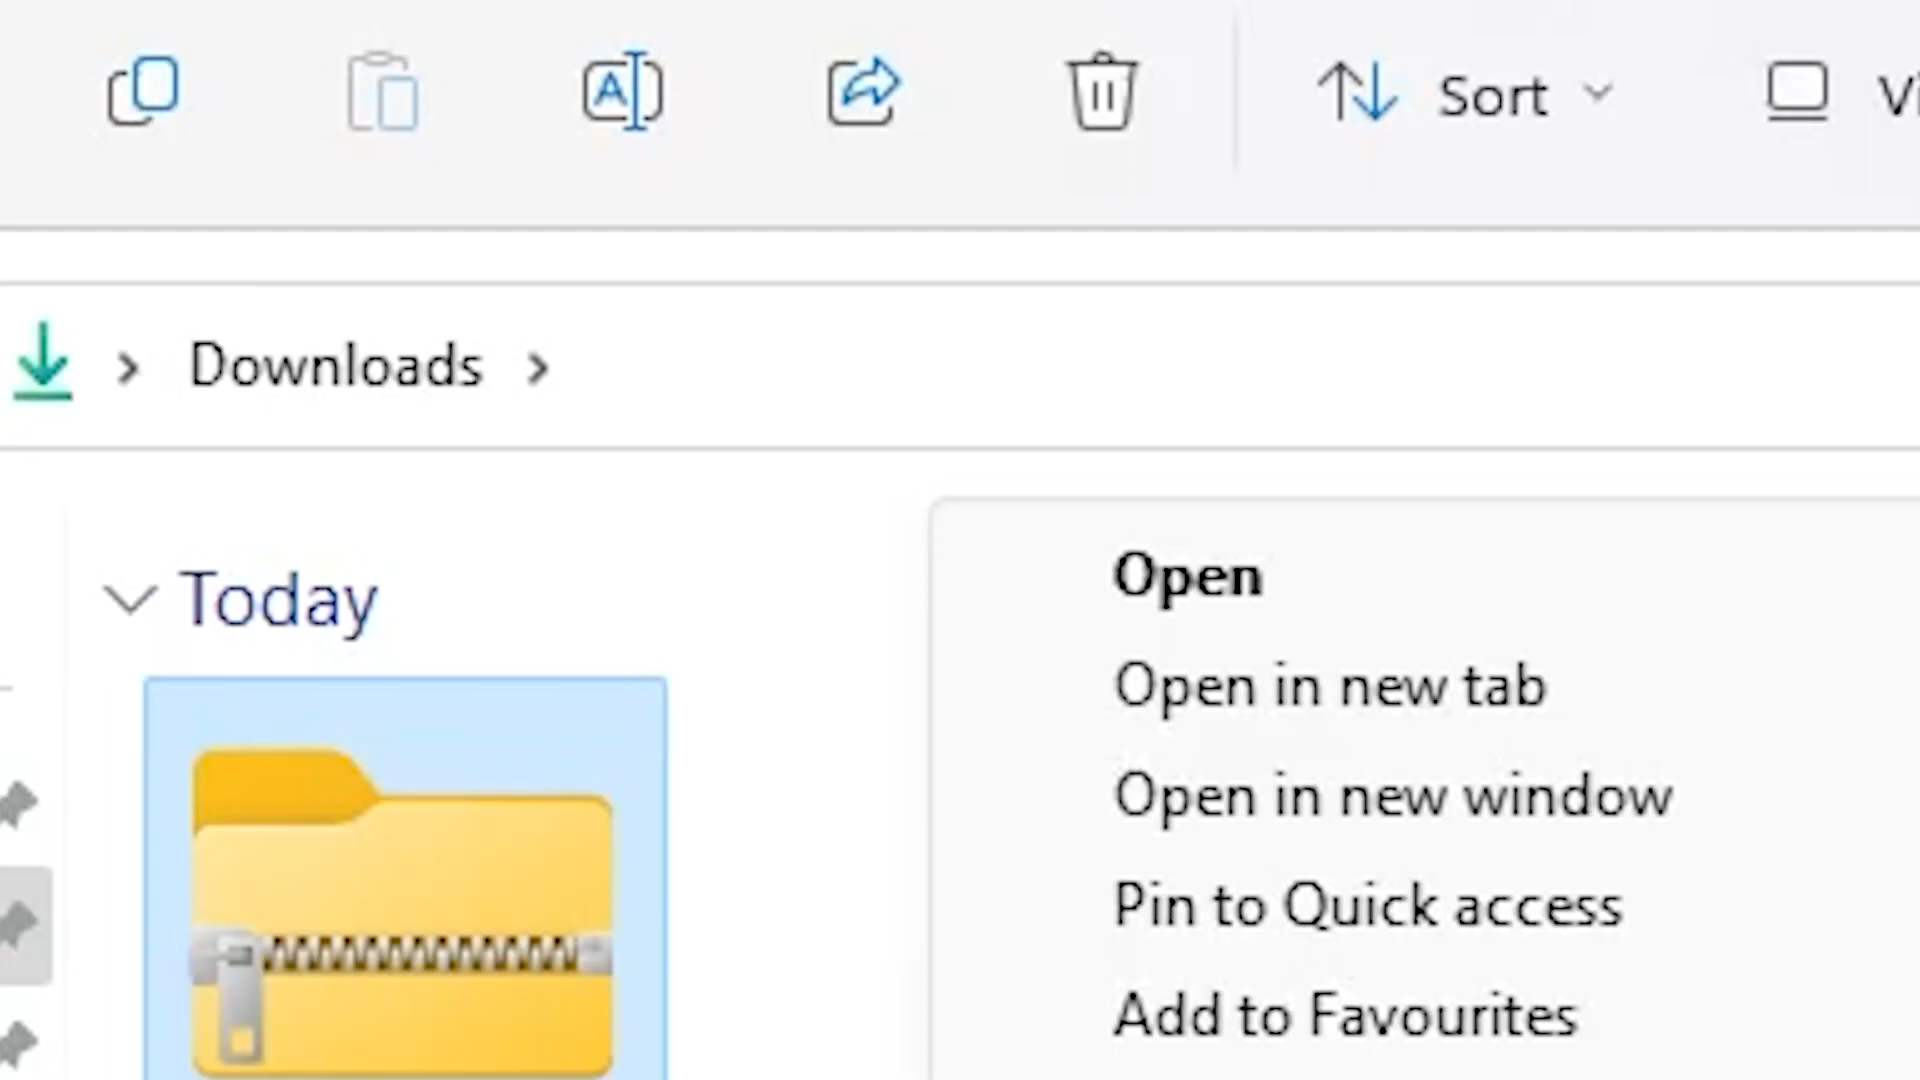 Sort
Downloads
Today
Open
Open in new tab
Open in new window
Pin to Quick access
Add to Favourites